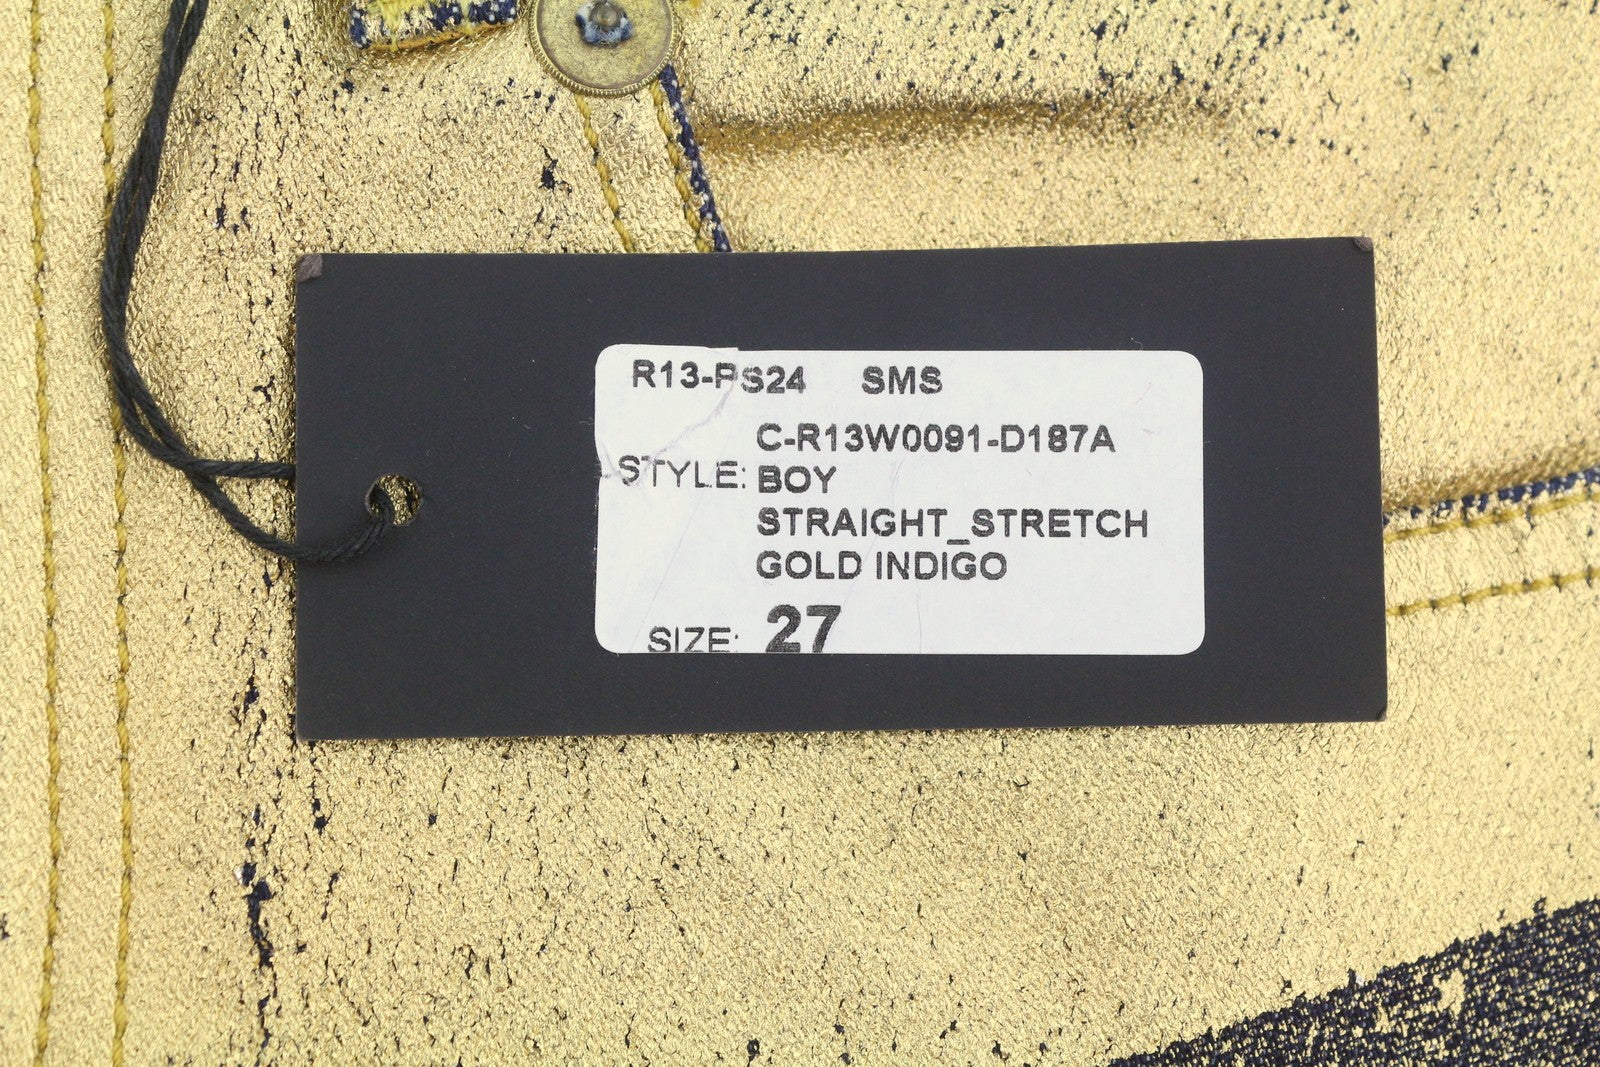 R13-PS24 SMS
C-R13W0091-D187A
STYLE: BOY
STRAIGHT_STRETCH
GOLD INDIGO
SIZE: 27